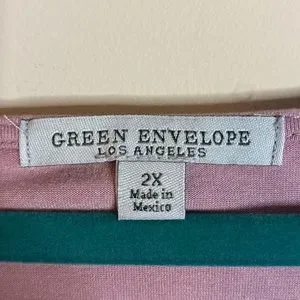 GREEN ENVELOPE
LOS ANGELES
2X
Made in
Mexico